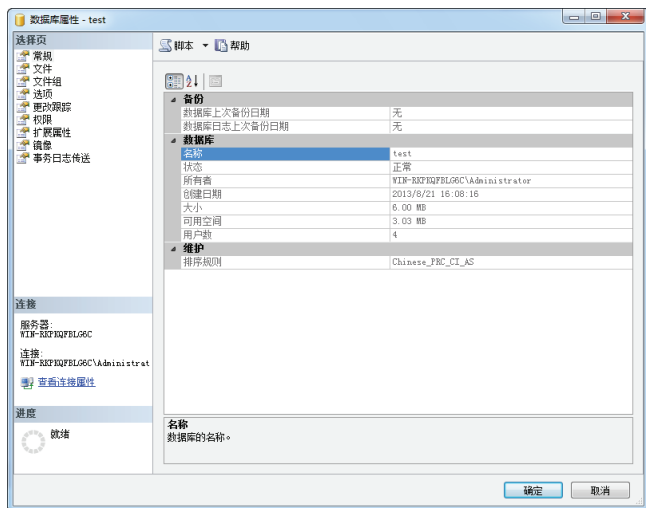 数据库属性 - test
选择页
常规
文件
文件组
选项
更改跟踪
权限
扩展属性
镜像
事务日志传送
脚本 帮助
备份
数据库上次备份日期 无
数据库日志上次备份日期 无
数据库
名称 test
状态 正常
所有者 WIN-RKPKQFBLG6C\Administrator
创建日期 2013/8/21 16:08:16
大小 6.00 MB
可用空间 3.03 MB
用户数 4
维护
排序规则 Chinese_PRC_CI_AS
连接
服务器:
WIN-RKPKQFBLG6C
连接:
WIN-RKPKQFBLG6C\Administrat
查看连接属性
进度
就绪
名称
数据库的名称。
确定 取消